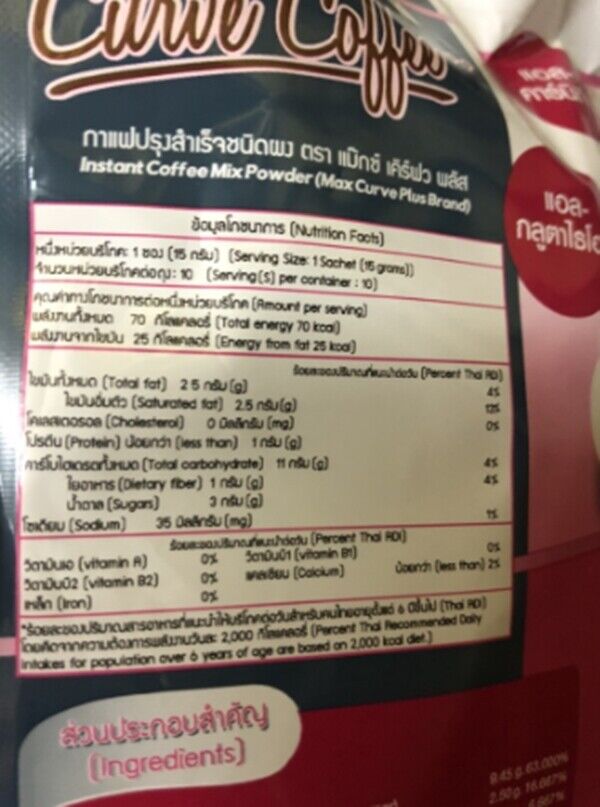 Curve Coffee
แอล-
กาแฟปรุงสำเร็จชนิดผง ตรา แม๊กซ์ เคิร์ฟว พลัส
Instant Coffee Mix Powder (Max Curve Plus Brand)
แอล-
กลูตาไธโอ
ข้อมูลโภชนาการ (Nutrition Facts)
หนึ่งหน่วยบริโภค: 1 ซอง (15 กรัม) (Serving Size: 1 Sachet (15 grams))
จำนวนหน่วยบริโภคต่อถุง: 10 (Serving(S) per container : 10)
คุณค่าทางโภชนาการต่อหนึ่งหน่วยบริโภค (Amount per serving)
พลังงานทั้งหมด 70 กิโลแคลอรี่ (Total energy 70 kcal)
พลังงานจากไขมัน 25 กิโลแคลอรี่ (Energy from fat 25 kcal)
ร้อยละของปริมาณที่แนะนำต่อวัน (Percent Thai RDI)
ไขมันทั้งหมด (Total fat) 2.5 กรัม (g) 4%
ไขมันอิ่มตัว (Saturated fat) 2.5 กรัม (g) 13%
โคเลสเตอรอล (Cholesterol) 0 มิลลิกรัม (mg) 0%
โปรตีน (Protein) น้อยกว่า (less than) 1 กรัม (g)
คาร์โบไฮเดรตทั้งหมด (Total carbohydrate) 11 กรัม (g) 4%
ใยอาหาร (Dietary fiber) 1 กรัม (g) 4%
น้ำตาล (Sugars) 3 กรัม (g)
โซเดียม (Sodium) 35 มิลลิกรัม (mg) 1%
ร้อยละของปริมาณที่แนะนำต่อวัน (Percent Thai RDI)
วิตามินเอ (vitamin A) 0% วิตามินบี1 (vitamin B1) 0%
วิตามินบี2 (vitamin B2) 0% แคลเซียม (Calcium) น้อยกว่า (less than) 2%
เหล็ก (Iron) 0%
*ร้อยละของปริมาณสารอาหารที่แนะนำให้บริโภคต่อวันสำหรับคนไทยอายุตั้งแต่ 6 ปีขึ้นไป (Thai RDI)
โดยคิดจากความต้องการพลังงานวันละ 2,000 กิโลแคลอรี่ (Percent Thai Recommended Daily
Intakes for population over 6 years of age are based on 2,000 kcal diet.)
ส่วนประกอบสำคัญ
(Ingredients)
9.45 g. 63.000%
2.50 g. 16.667%